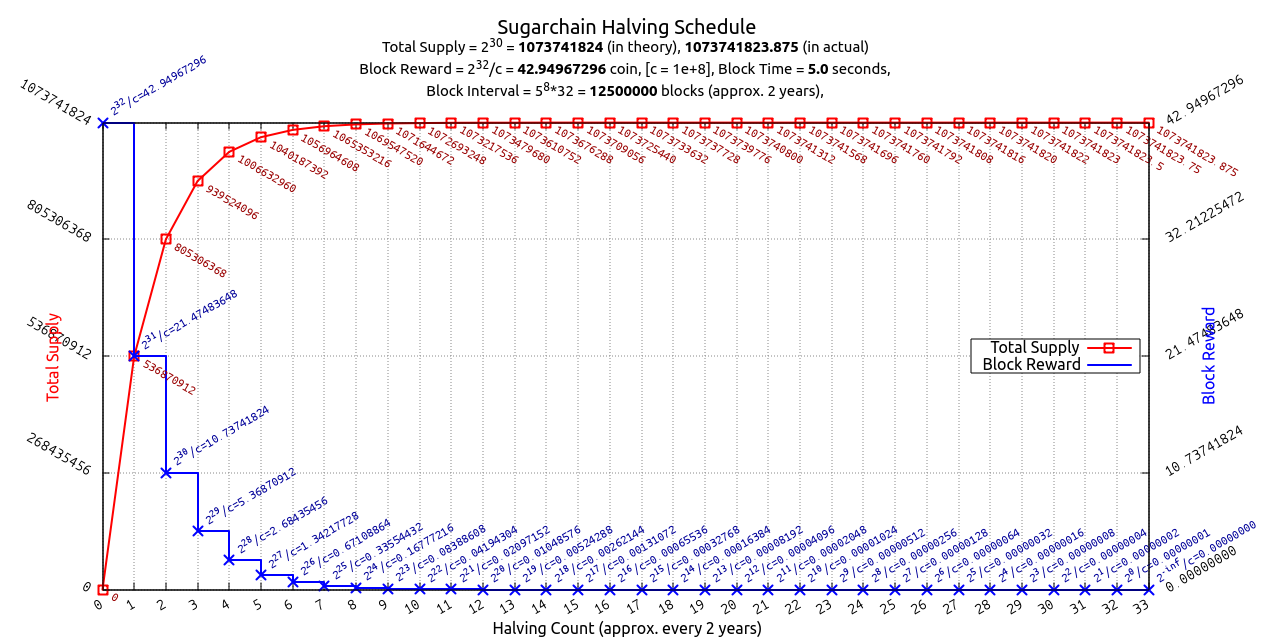 Sugarchain Halving Schedule
Total Supply = 2^30 = 1073741824 (in theory), 1073741823.875 (in actual)
Block Reward = 2^32/c = 42.94967296 coin, [c = 1e+8], Block Time = 5.0 seconds,
Block Interval = 5^8*32 = 12500000 blocks (approx. 2 years),
1073741824
805306368
536870912
268435456
0
Total Supply
42.94967296
32.21225472
21.47483648
10.73741824
0.00000000
Block Reward
0
536870912
805306368
939524096
1006632960
1040187392
1056964608
1065353216
1069547520
1071644672
1072693248
1073217536
1073479680
1073610752
1073676288
1073709056
1073725440
1073733632
1073737728
1073739776
1073740800
1073741312
1073741568
1073741696
1073741760
1073741792
1073741808
1073741816
1073741820
1073741822
1073741823
1073741823.5
1073741823.75
1073741823.875
2^32/c=42.94967296
2^31/c=21.47483648
2^30/c=10.73741824
2^29/c=5.36870912
2^28/c=2.68435456
2^27/c=1.34217728
2^26/c=0.67108864
2^25/c=0.33554432
2^24/c=0.16777216
2^23/c=0.08388608
2^22/c=0.04194304
2^21/c=0.02097152
2^20/c=0.01048576
2^19/c=0.00524288
2^18/c=0.00262144
2^17/c=0.00131072
2^16/c=0.00065536
2^15/c=0.00032768
2^14/c=0.00016384
2^13/c=0.00008192
2^12/c=0.00004096
2^11/c=0.00002048
2^10/c=0.00001024
2^9/c=0.00000512
2^8/c=0.00000256
2^7/c=0.00000128
2^6/c=0.00000064
2^5/c=0.00000032
2^4/c=0.00000016
2^3/c=0.00000008
2^2/c=0.00000004
2^1/c=0.00000002
2^0/c=0.00000001
2^-inf/c=0.00000000
Total Supply
Block Reward
0 1 2 3 4 5 6 7 8 9 10 11 12 13 14 15 16 17 18 19 20 21 22 23 24 25 26 27 28 29 30 31 32 33
Halving Count (approx. every 2 years)